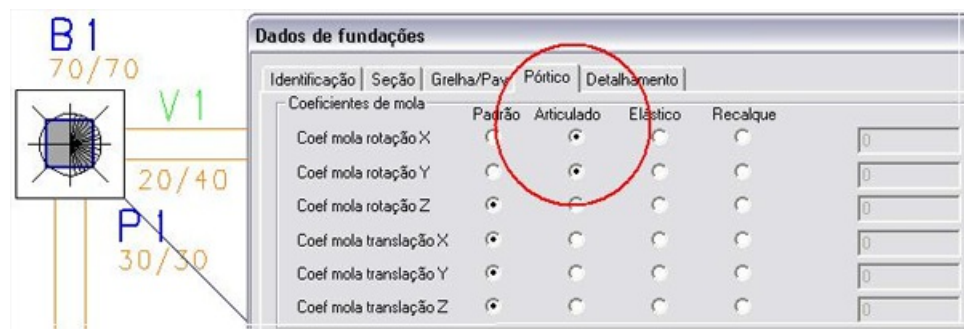 B1
70/70
V1
20/40
P1
30/30
Dados de fundações
Identificação Seção Grelha/Pav Pórtico Detalhamento
Coeficientes de mola
Padrão Articulado Elástico Recalque
Coef mola rotação X 0
Coef mola rotação Y 0
Coef mola rotação Z 0
Coef mola translação X 0
Coef mola translação Y 0
Coef mola translação Z 0